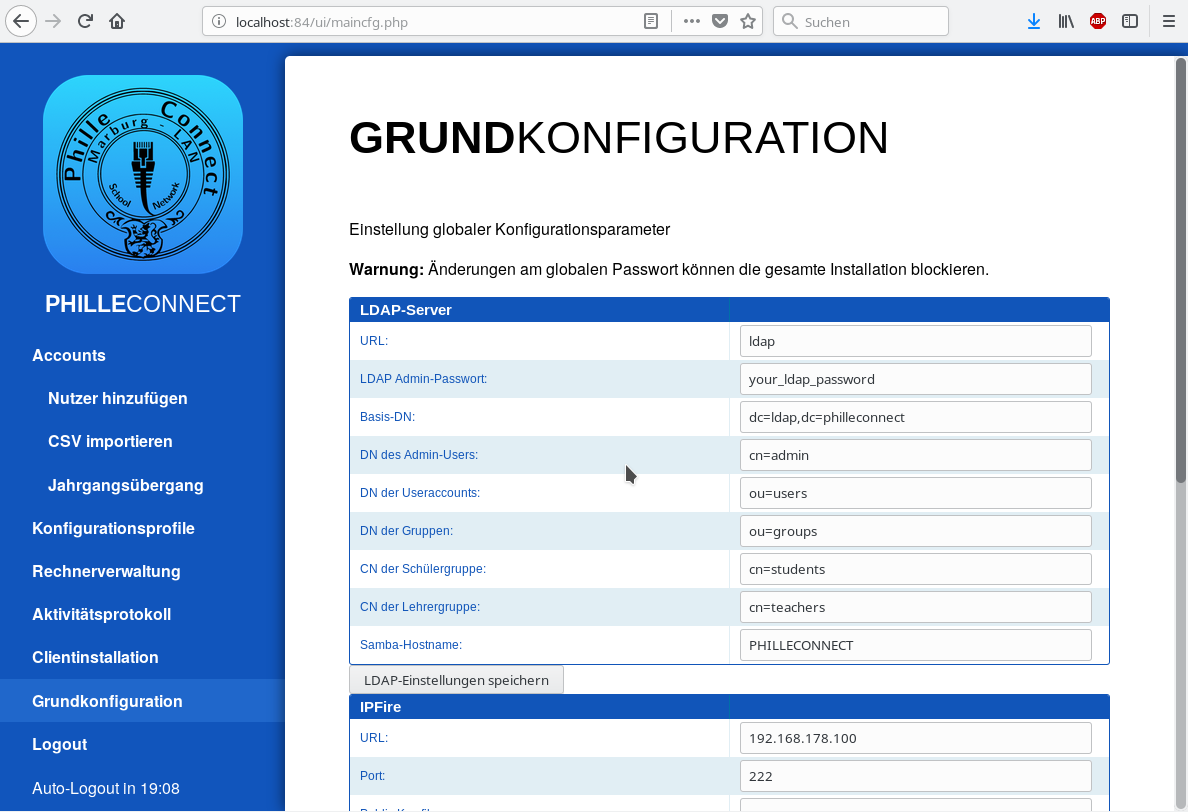 localhost:84/ui/maincfg.php
Suchen
ABP
Phille Connect
Marburg - LAN
School Network
PHILLECONNECT
Accounts
Nutzer hinzufügen
CSV importieren
Jahrgangsübergang
Konfigurationsprofile
Rechnerverwaltung
Aktivitätsprotokoll
Clientinstallation
Grundkonfiguration
Logout
Auto-Logout in 19:08
GRUNDKONFIGURATION
Einstellung globaler Konfigurationsparameter
Warnung: Änderungen am globalen Passwort können die gesamte Installation blockieren.
LDAP-Server
URL: ldap
LDAP Admin-Passwort: your_ldap_password
Basis-DN: dc=ldap,dc=philleconnect
DN des Admin-Users: cn=admin
DN der Useraccounts: ou=users
DN der Gruppen: ou=groups
CN der Schülergruppe: cn=students
CN der Lehrergruppe: cn=teachers
Samba-Hostname: PHILLECONNECT
LDAP-Einstellungen speichern
IPFire
URL: 192.168.178.100
Port: 222